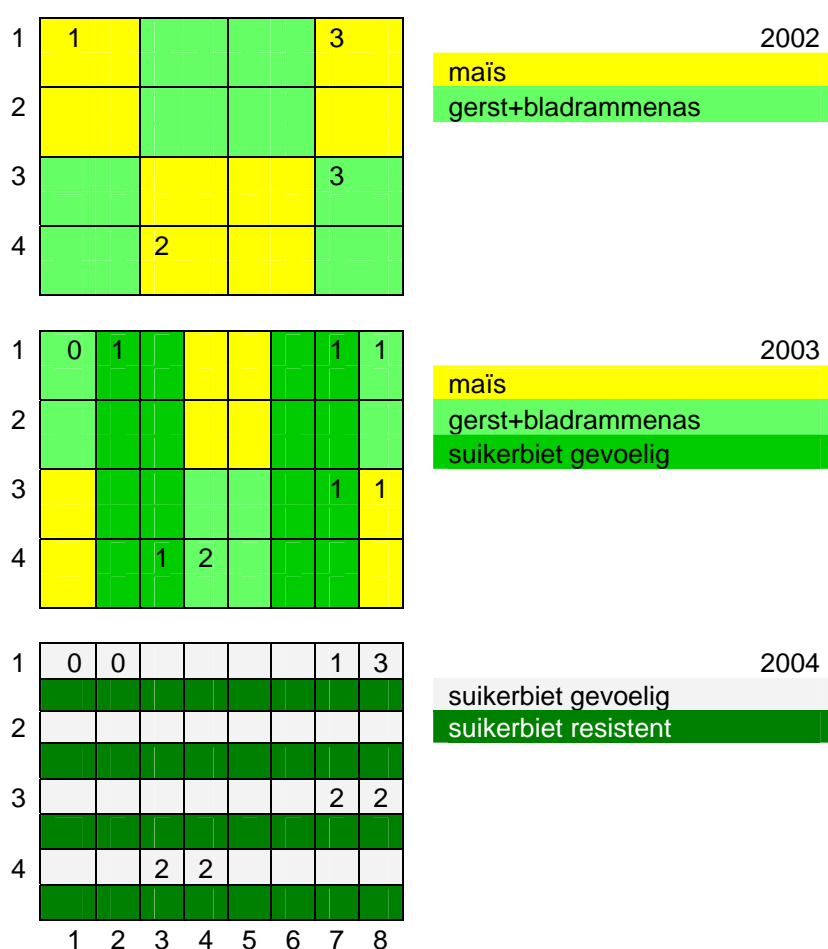 1 1 3 2002
maïs
2 gerst+bladrammenas
3 3
4 2
1 0 1 1 1 2003
maïs
2 gerst+bladrammenas
suikerbiet gevoelig
3 1 1
4 1 2
1 0 0 1 3 2004
suikerbiet gevoelig
2 suikerbiet resistent
3 2 2
4 2 2
1 2 3 4 5 6 7 8